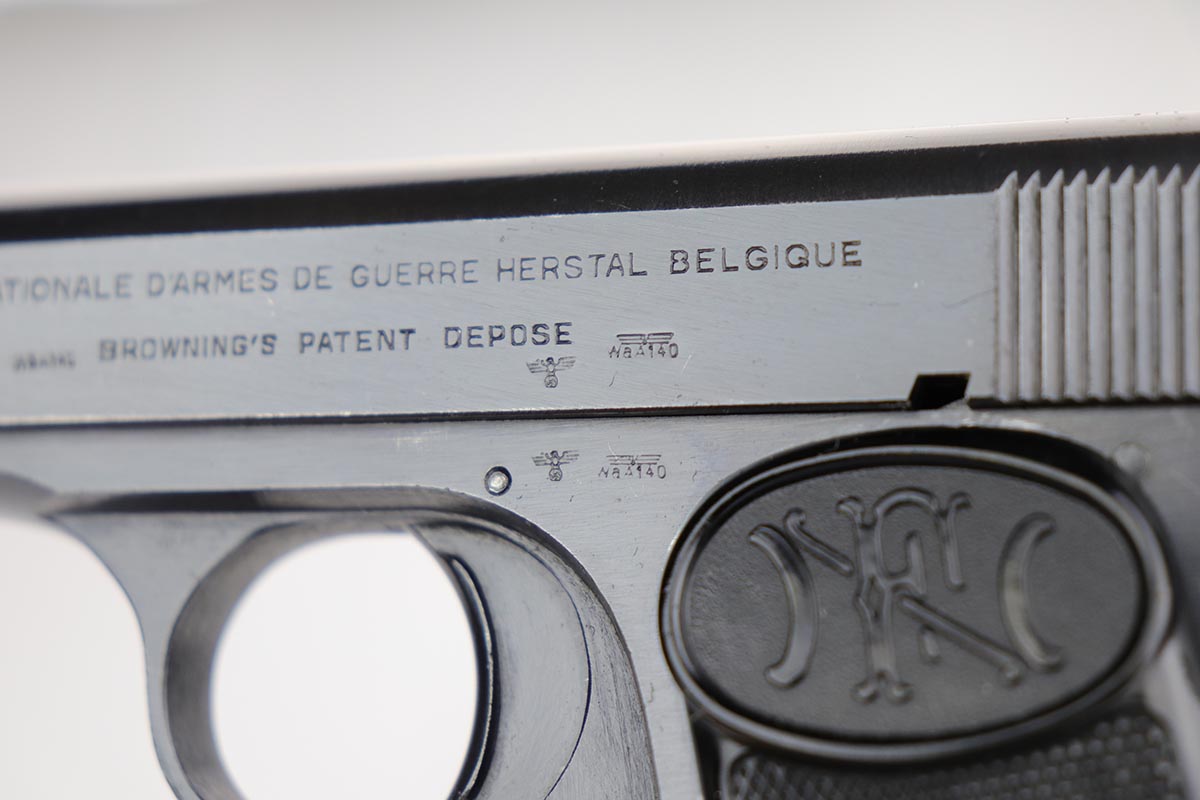 ATIONALE D'ARMES DE GUERRE HERSTAL BELGIQUE
BROWNING'S PATENT DEPOSE WaA140
WaA140
FN